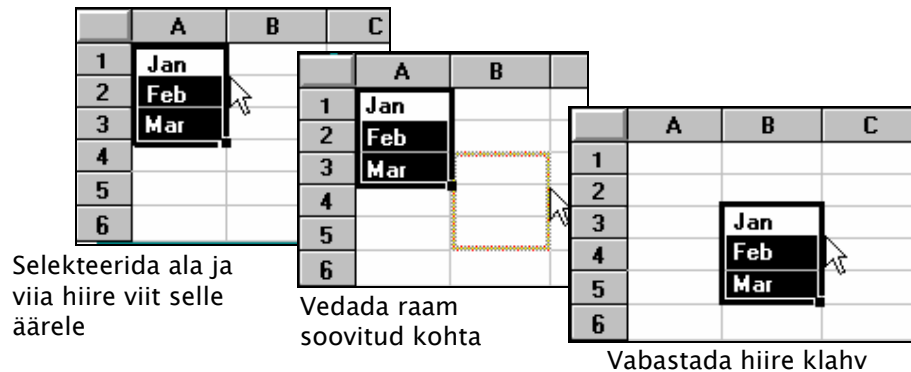 A B C
1 Jan
2 Feb
3 Mar
4
5
6
Selekteerida ala ja
viia hiire viit selle
äärele
A B
1 Jan
2 Feb
3 Mar
4
5
6
Vedada raam
soovitud kohta
A B C
1
2
3 Jan
4 Feb
5 Mar
6
Vabastada hiire klahv